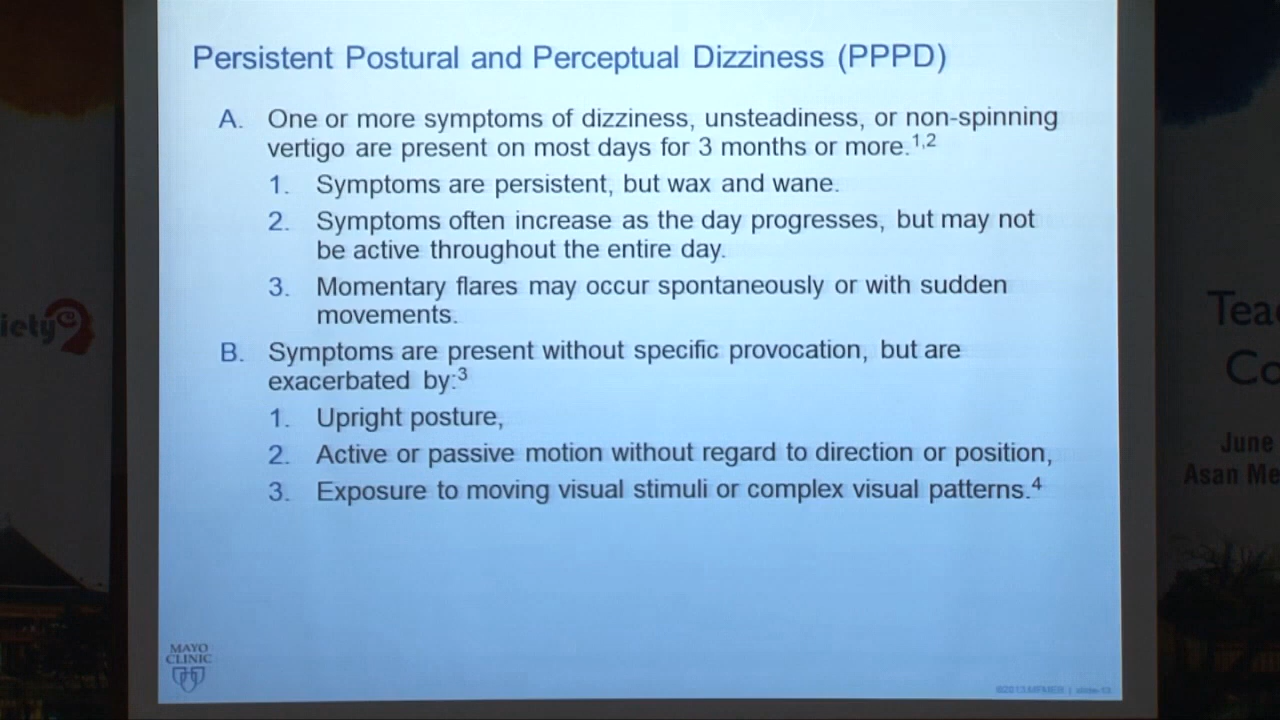 Persistent Postural and Perceptual Dizziness (PPPD)
A. One or more symptoms of dizziness, unsteadiness, or non-spinning
vertigo are present on most days for 3 months or more.1,2
1. Symptoms are persistent, but wax and wane.
2. Symptoms often increase as the day progresses, but may not
be active throughout the entire day.
3. Momentary flares may occur spontaneously or with sudden
movements.
B. Symptoms are present without specific provocation, but are
exacerbated by:3
1. Upright posture,
2. Active or passive motion without regard to direction or position,
3. Exposure to moving visual stimuli or complex visual patterns.4
MAYO
CLINIC
©2013 MFMER | slide-13
iety
Tea
Co
June
Asan Me